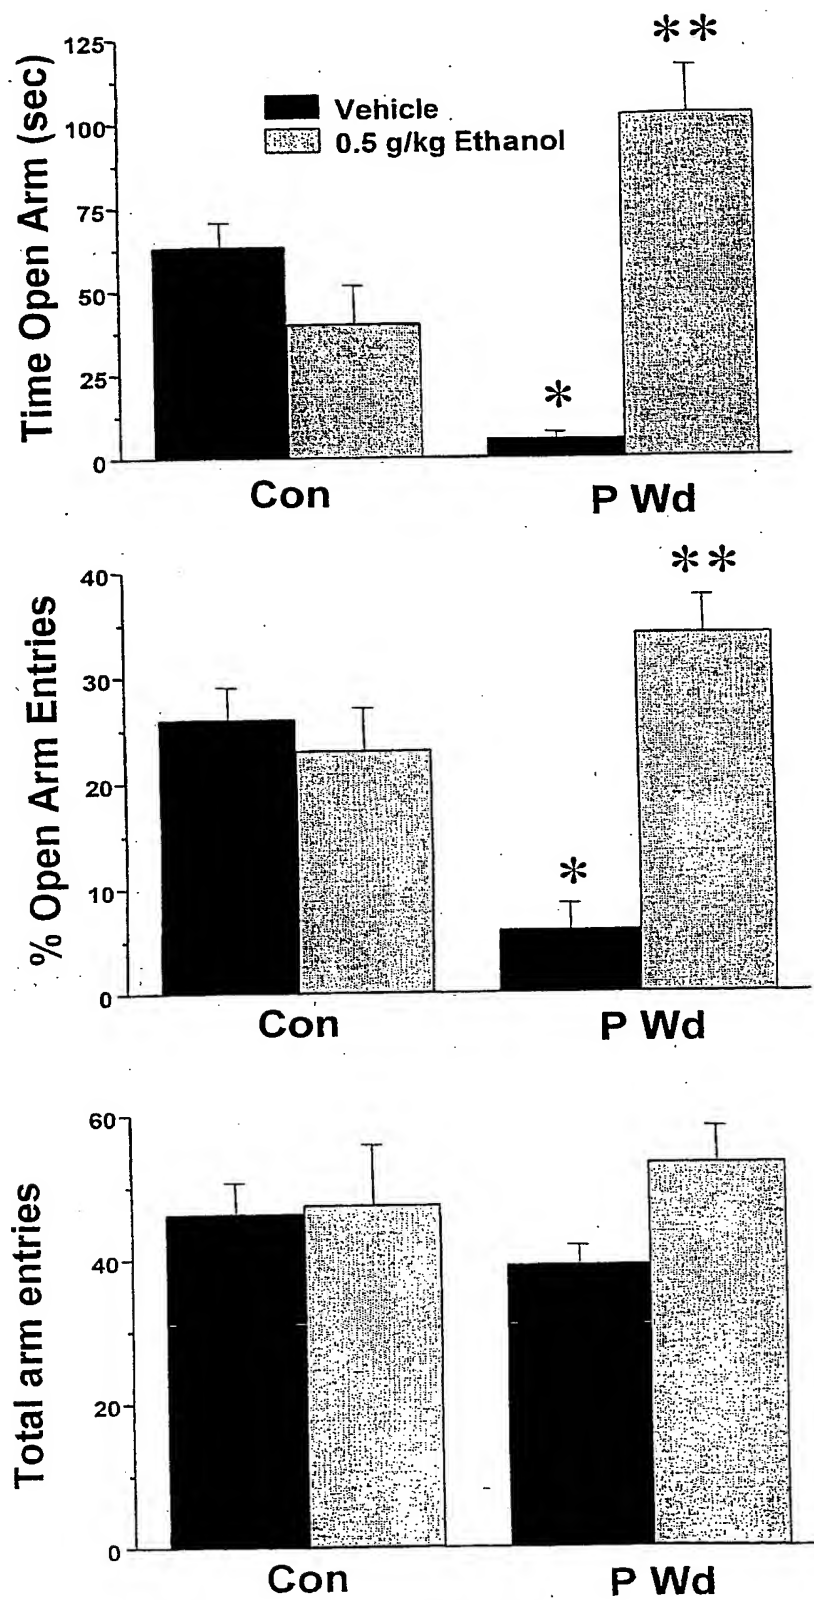 **
125
Time Open Arm (sec)
Vehicle
100
0.5 g/kg Ethanol
75
50
25
*
0
Con P Wd
**
40
% Open Arm Entries
30
20
10
*
0
Con P Wd
60
Total arm entries
40
20
0
Con P Wd